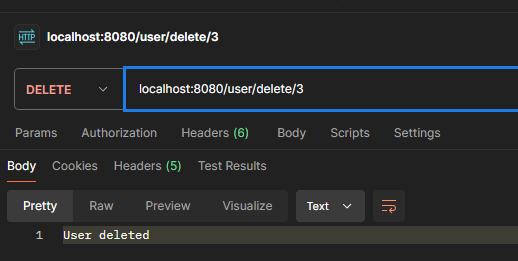 HTTP localhost:8080/user/delete/3
DELETE localhost:8080/user/delete/3
Params Authorization Headers (6) Body Scripts Settings
Body Cookies Headers (5) Test Results
Pretty Raw Preview Visualize Text
1 User deleted